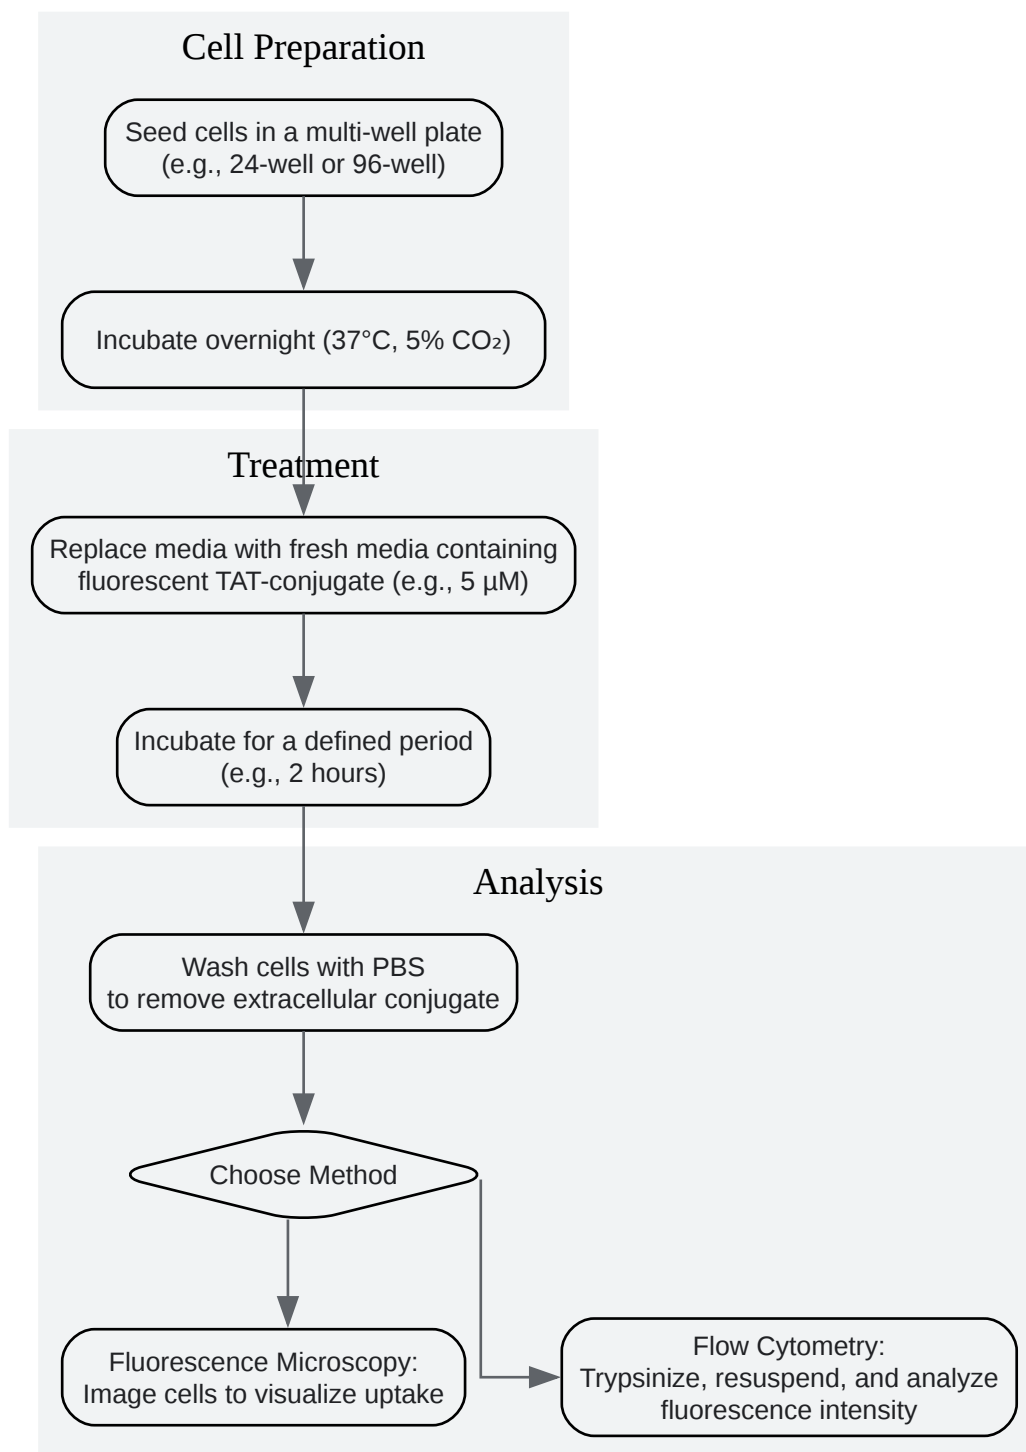 Cell Preparation
Seed cells in a multi-well plate
(e.g., 24-well or 96-well)
Incubate overnight (37°C, 5% CO₂)
Treatment
Replace media with fresh media containing
fluorescent TAT-conjugate (e.g., 5 µM)
Incubate for a defined period
(e.g., 2 hours)
Analysis
Wash cells with PBS
to remove extracellular conjugate
Choose Method
Fluorescence Microscopy:
Image cells to visualize uptake
Flow Cytometry:
Trypsinize, resuspend, and analyze
fluorescence intensity